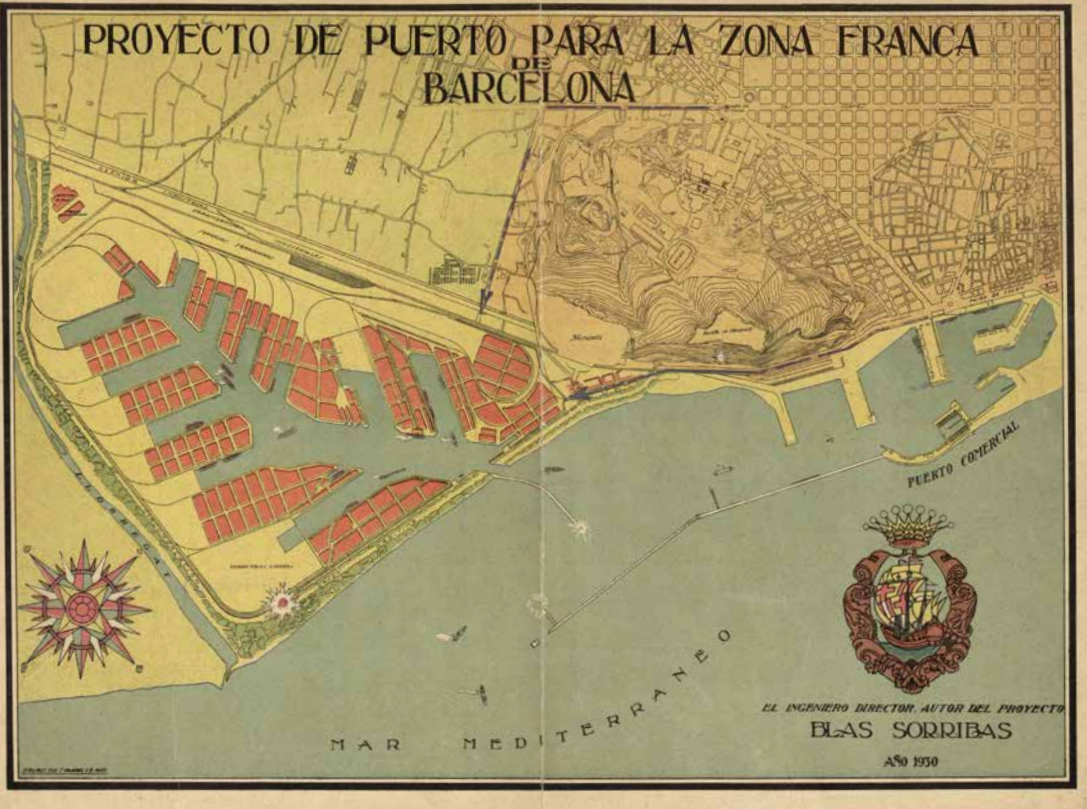 PROYECTO DE PUERTO PARA LA ZONA FRANCA
DE
BARCELONA
LLOBREGAT
PUERTO COMERCIAL
MAR MEDITERRANEO
EL INGENIERO DIRECTOR, AUTOR DEL PROYECTO
BLAS SORRIBAS
AÑO 1930